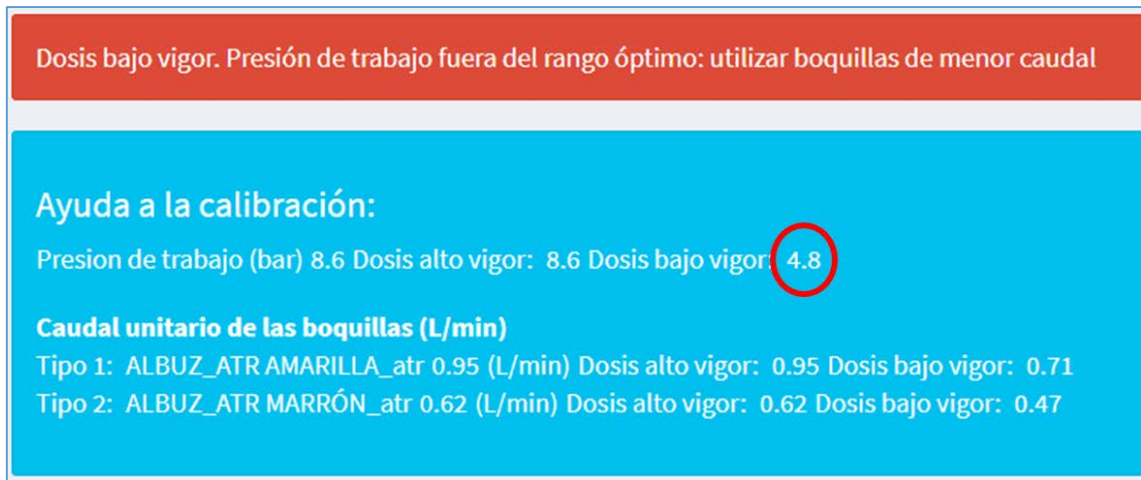 Dosis bajo vigor. Presión de trabajo fuera del rango óptimo: utilizar boquillas de menor caudal
Ayuda a la calibración:
Presion de trabajo (bar) 8.6 Dosis alto vigor: 8.6 Dosis bajo vigor: 4.8
Caudal unitario de las boquillas (L/min)
Tipo 1: ALBUZ_ATR AMARILLA_atr 0.95 (L/min) Dosis alto vigor: 0.95 Dosis bajo vigor: 0.71
Tipo 2: ALBUZ_ATR MARRÓN_atr 0.62 (L/min) Dosis alto vigor: 0.62 Dosis bajo vigor: 0.47